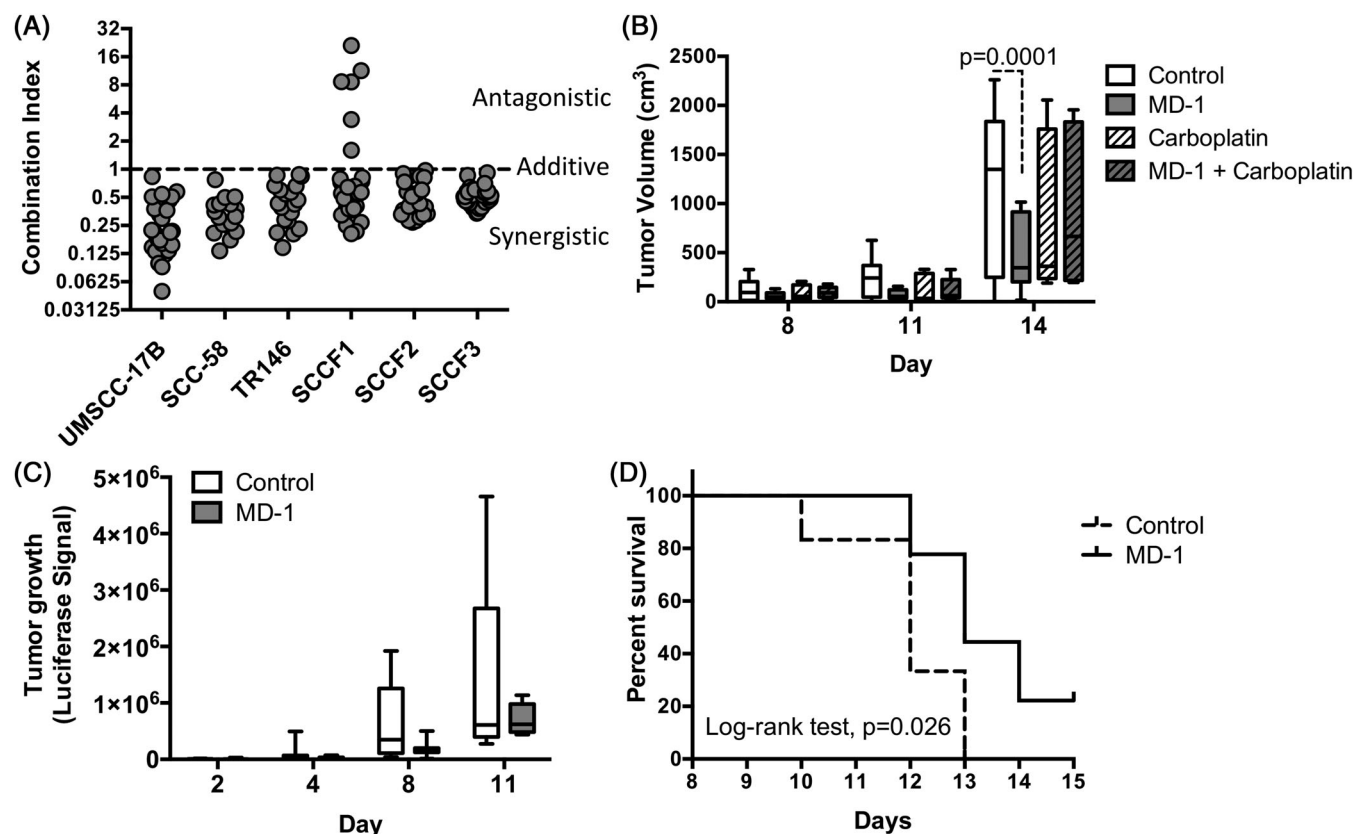 (A)
Combination Index
32
16
8
4
2
1
0.5
0.25
0.125
0.0625
0.03125
Antagonistic
Additive
Synergistic
UMSCC-17B
SCC-58
TR146
SCCF1
SCCF2
SCCF3
(B)
Tumor Volume (cm³)
2500
2000
1500
1000
500
0
p=0.0001
Control
MD-1
Carboplatin
MD-1 + Carboplatin
8 11 14
Day
(C)
Tumor growth
(Luciferase Signal)
5×10⁶
4×10⁶
3×10⁶
2×10⁶
1×10⁶
0
Control
MD-1
2 4 8 11
Day
(D)
Percent survival
100
80
60
40
20
0
Log-rank test, p=0.026
Control
MD-1
8 9 10 11 12 13 14 15
Days